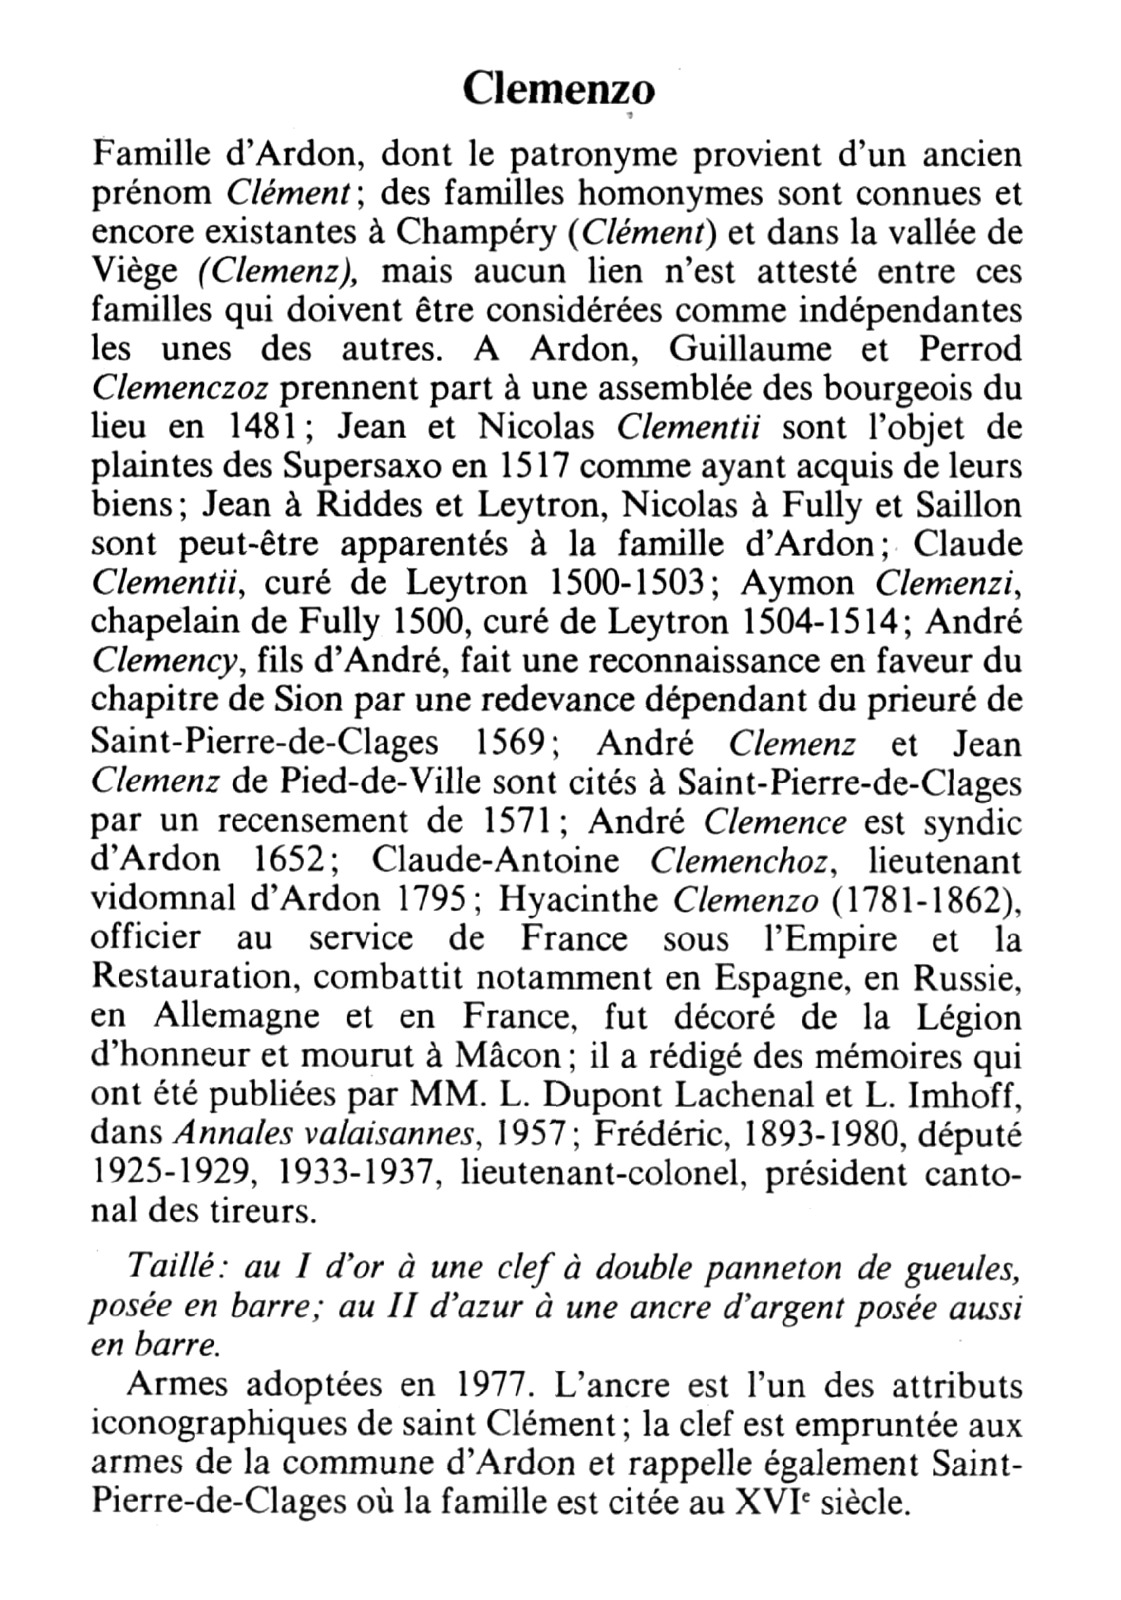 Clemenzo
Famille d'Ardon, dont le patronyme provient d'un ancien
prénom Clément ; des familles homonymes sont connues et
encore existantes à Champéry (Clément) et dans la vallée de
Viège (Clemenz), mais aucun lien n'est attesté entre ces
familles qui doivent être considérées comme indépendantes
les unes des autres. A Ardon, Guillaume et Perrod
Clemenczoz prennent part à une assemblée des bourgeois du
lieu en 1481 ; Jean et Nicolas Clementii sont l'objet de
plaintes des Supersaxo en 1517 comme ayant acquis de leurs
biens ; Jean à Riddes et Leytron, Nicolas à Fully et Saillon
sont peut-être apparentés à la famille d'Ardon ; Claude
Clementii, curé de Leytron 1500-1503 ; Aymon Clemenzi,
chapelain de Fully 1500, curé de Leytron 1504-1514 ; André
Clemency, fils d'André, fait une reconnaissance en faveur du
chapitre de Sion par une redevance dépendant du prieuré de
Saint-Pierre-de-Clages 1569 ; André Clemenz et Jean
Clemenz de Pied-de-Ville sont cités à Saint-Pierre-de-Clages
par un recensement de 1571 ; André Clemence est syndic
d'Ardon 1652 ; Claude-Antoine Clemenchoz, lieutenant
vidomnal d'Ardon 1795 ; Hyacinthe Clemenzo (1781-1862),
officier au service de France sous l'Empire et la
Restauration, combattit notamment en Espagne, en Russie,
en Allemagne et en France, fut décoré de la Légion
d'honneur et mourut à Mâcon ; il a rédigé des mémoires qui
ont été publiées par MM. L. Dupont Lachenal et L. Imhoff,
dans Annales valaisannes, 1957 ; Frédéric, 1893-1980, député
1925-1929, 1933-1937, lieutenant-colonel, président canto-
nal des tireurs.
Taillé : au I d'or à une clef à double panneton de gueules,
posée en barre; au II d'azur à une ancre d'argent posée aussi
en barre.
Armes adoptées en 1977. L'ancre est l'un des attributs
iconographiques de saint Clément ; la clef est empruntée aux
armes de la commune d'Ardon et rappelle également Saint-
Pierre-de-Clages où la famille est citée au XVIe siècle.